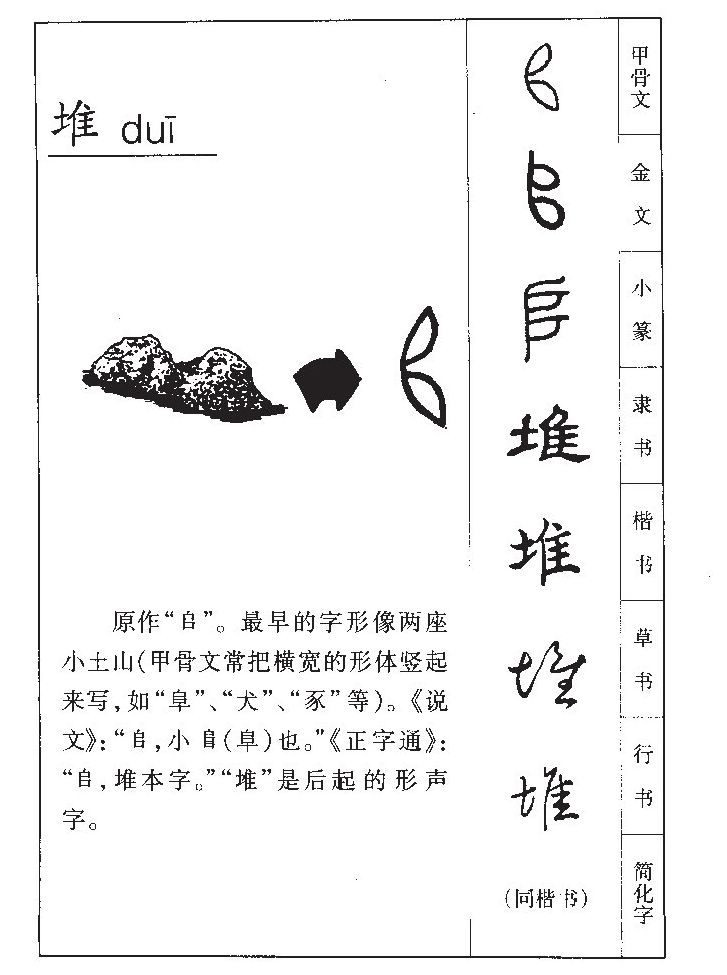 堆 duī
原作“𠂤”。最早的字形像两座
小土山(甲骨文常把横宽的形体竖起
来写,如“阜”、“犬”、“豕”等)。《说
文》:“𠂤,小𨸏(阜)也。”《正字通》:
“𠂤,堆本字。”“堆”是后起的形声
字。
甲骨文
金文
小篆
堆 隶书
堆 楷书
堆 草书
堆 行书
(同楷书) 简化字